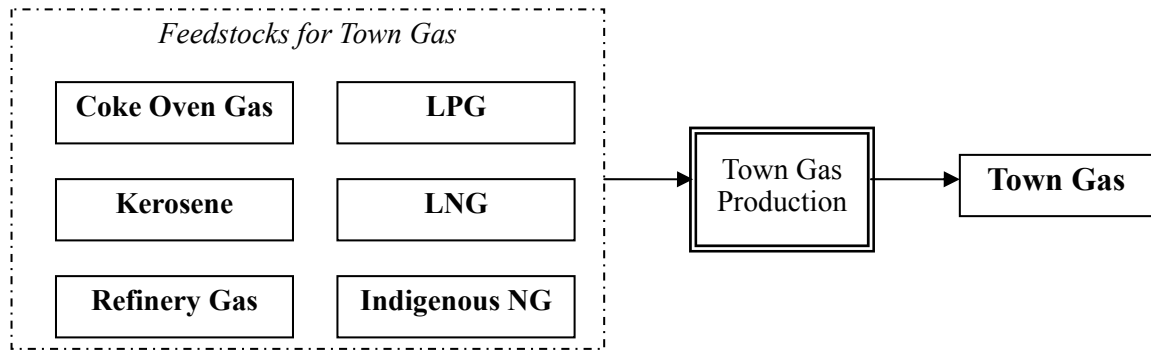 Feedstocks for Town Gas
Coke Oven Gas
LPG
Kerosene
LNG
Refinery Gas
Indigenous NG
Town Gas
Production
Town Gas